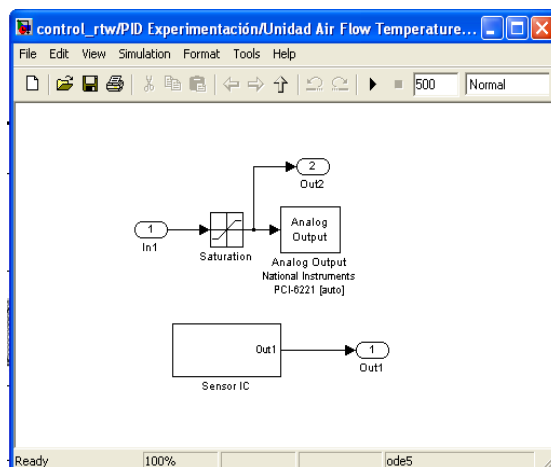 control_rtw/PID Experimentación/Unidad Air Flow Temperature...
File Edit View Simulation Format Tools Help
500 Normal
2
Out2
1
In1
Saturation
Analog
Output
Analog Output
National Instruments
PCI-6221 [auto]
Out1
Sensor IC
1
Out1
Ready 100% ode5